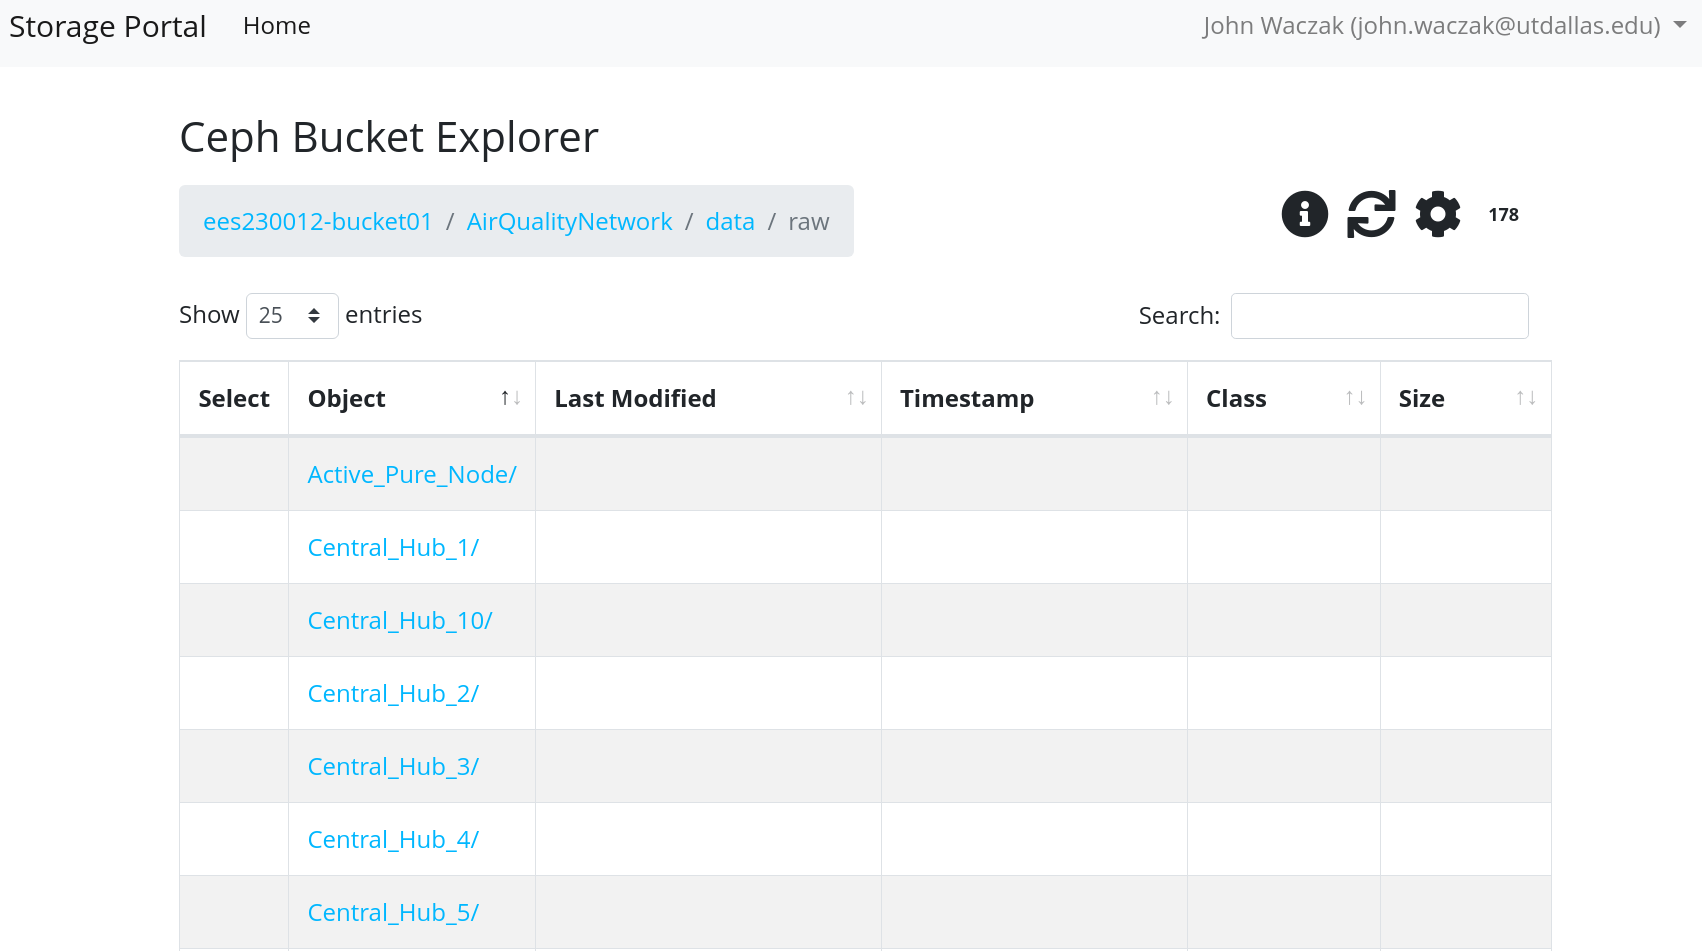 Storage Portal Home John Waczak (john.waczak@utdallas.edu)
Ceph Bucket Explorer
ees230012-bucket01 / AirQualityNetwork / data / raw 178
Show 25 entries Search:
Select Object ↑↓ Last Modified ↑↓ Timestamp ↑↓ Class ↑↓ Size ↑↓
Active_Pure_Node/
Central_Hub_1/
Central_Hub_10/
Central_Hub_2/
Central_Hub_3/
Central_Hub_4/
Central_Hub_5/